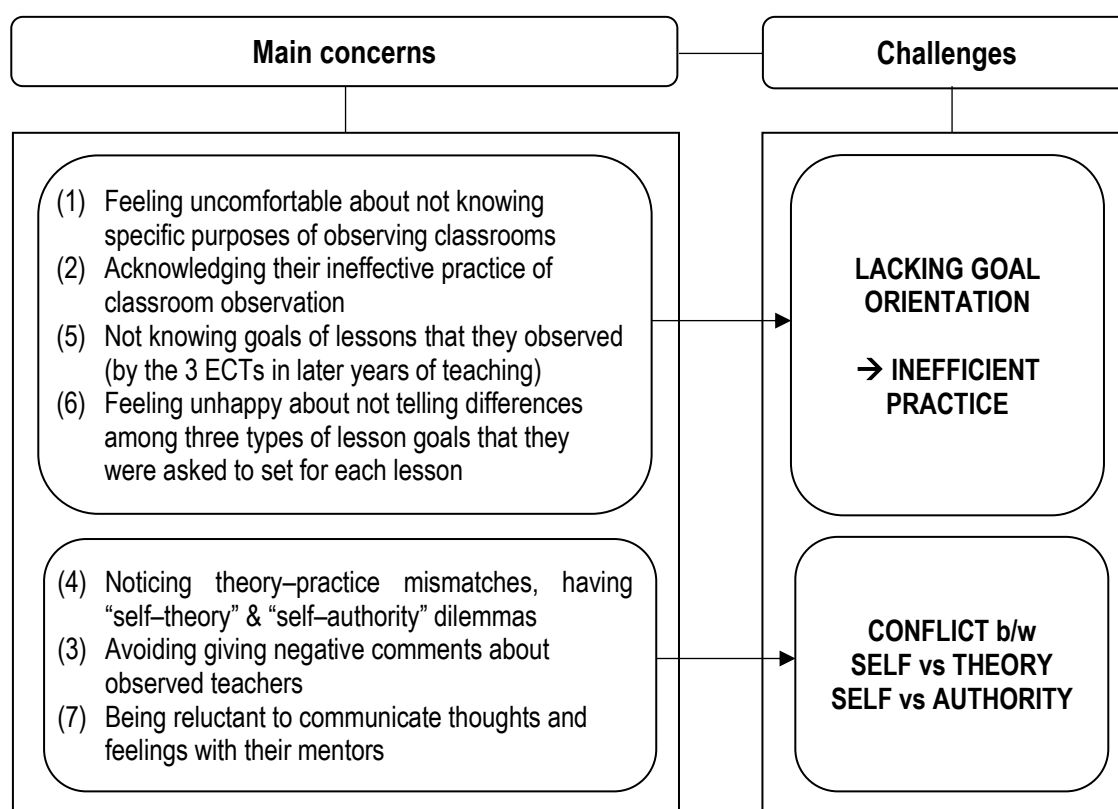 Main concerns
Challenges
(1) Feeling uncomfortable about not knowing
specific purposes of observing classrooms
(2) Acknowledging their ineffective practice of
classroom observation
(5) Not knowing goals of lessons that they observed
(by the 3 ECTs in later years of teaching)
(6) Feeling unhappy about not telling differences
among three types of lesson goals that they
were asked to set for each lesson
LACKING GOAL
ORIENTATION
→ INEFFICIENT
PRACTICE
(4) Noticing theory–practice mismatches, having
“self–theory” & “self–authority” dilemmas
(3) Avoiding giving negative comments about
observed teachers
(7) Being reluctant to communicate thoughts and
feelings with their mentors
CONFLICT b/w
SELF vs THEORY
SELF vs AUTHORITY